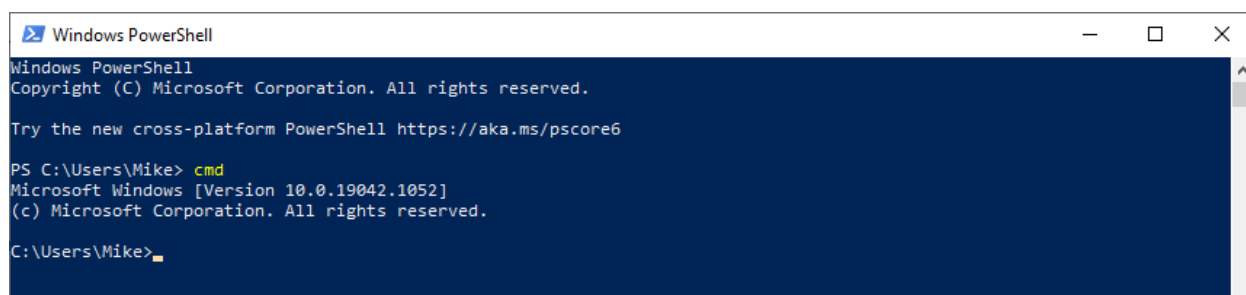 Windows PowerShell
Windows PowerShell
Copyright (C) Microsoft Corporation. All rights reserved.
Try the new cross-platform PowerShell https://aka.ms/pscore6
PS C:\Users\Mike> cmd
Microsoft Windows [Version 10.0.19042.1052]
(c) Microsoft Corporation. All rights reserved.
C:\Users\Mike>